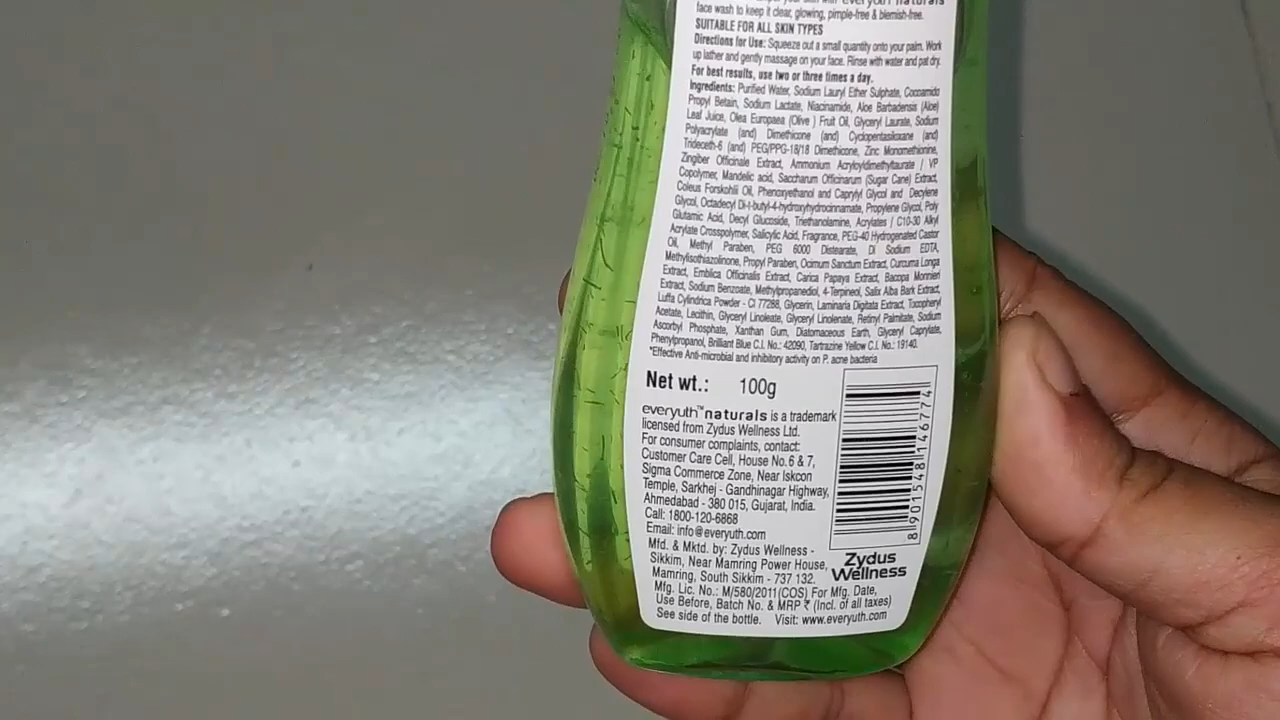 your skin with everyuth naturals
face wash to keep it clear, glowing, pimple-free & blemish-free.
SUITABLE FOR ALL SKIN TYPES
Directions for Use: Squeeze out a small quantity onto your palm. Work
up lather and gently massage on your face. Rinse with water and pat dry.
For best results, use two or three times a day.
Ingredients: Purified Water, Sodium Lauryl Ether Sulphate, Cocoamido
Propyl Betain, Sodium Lactate, Niacinamide, Aloe Barbadensis (Aloe)
Leaf Juice, Olea Europaea (Olive ) Fruit Oil, Glyceryl Laurate, Sodium
Polyacrylate (and) Dimethicone (and) Cyclopentasiloxane (and)
Trideceth-6 (and) PEG/PPG-18/18 Dimethicone, Zinc Monomethionine,
Zingiber Officinale Extract, Ammonium Acryloyldimethyltaurate / VP
Copolymer, Mandelic acid, Saccharum Officinarum (Sugar Cane) Extract,
Coleus Forskohlii Oil, Phenoxyethanol and Caprylyl Glycol and Decylene
Glycol, Octadecyl Di-t-butyl-4-hydroxyhydrocinnamate, Propylene Glycol, Poly
Glutamic Acid, Decyl Glucoside, Triethanolamine, Acrylates / C10-30 Alkyl
Acrylate Crosspolymer, Salicylic Acid, Fragrance, PEG-40 Hydrogenated Castor
Oil, Methyl Paraben, PEG 6000 Distearate, Di Sodium EDTA,
Methylisothiazolinone, Propyl Paraben, Ocimum Sanctum Extract, Curcuma Longa
Extract, Emblica Officinalis Extract, Carica Papaya Extract, Bacopa Monnieri
Extract, Sodium Benzoate, Methylpropanediol, 4-Terpineol, Salix Alba Bark Extract,
Luffa Cylindrica Powder - CI 77288, Glycerin, Laminaria Digitata Extract, Tocopheryl
Acetate, Lecithin, Glyceryl Linoleate, Glyceryl Linolenate, Retinyl Palmitate, Sodium
Ascorbyl Phosphate, Xanthan Gum, Diatomaceous Earth, Glyceryl Caprylate,
Phenylpropanol, Brilliant Blue C.I. No.: 42090, Tartrazine Yellow C.I. No.: 19140.
*Effective Anti-microbial and inhibitory activity on P. acne bacteria
Net wt.: 100g
everyuth™ naturals is a trademark
licensed from Zydus Wellness Ltd.
For consumer complaints, contact:
Customer Care Cell, House No. 6 & 7,
Sigma Commerce Zone, Near Iskcon
Temple, Sarkhej - Gandhinagar Highway,
Ahmedabad - 380 015, Gujarat, India.
Call: 1800-120-6868
Email: info@everyuth.com
Mfd. & Mktd. by: Zydus Wellness -
Sikkim, Near Mamring Power House,
Mamring, South Sikkim - 737 132.
Mfg. Lic. No.: M/580/2011(COS) For Mfg. Date,
Use Before, Batch No. & MRP ₹ (Incl. of all taxes)
See side of the bottle. Visit: www.everyuth.com
8 901548 146774
Zydus
Wellness